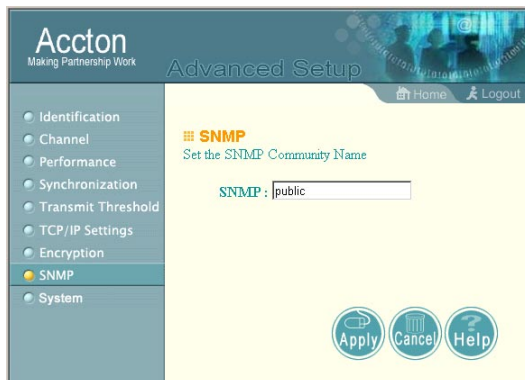 Accton
Making Partnership Work
Advanced Setup
Home
Logout
Identification
Channel
Performance
Synchronization
Transmit Threshold
TCP/IP Settings
Encryption
SNMP
System
SNMP
Set the SNMP Community Name
SNMP : public
Apply
Cancel
Help